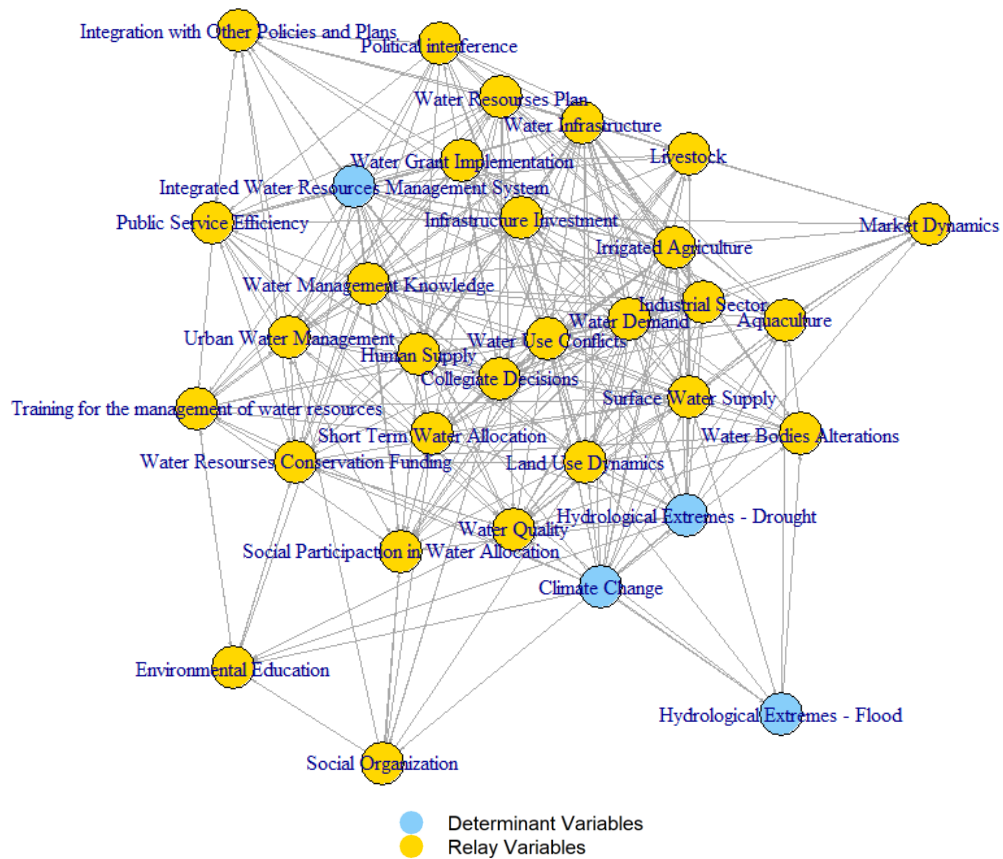 Integration with Other Policies and Plans
Political interference
Water Resourses Plan
Water Infrastructure
Water Grant Implementation
Livestock
Integrated Water Resources Management System
Public Service Efficiency
Infrastructure Investment
Market Dynamics
Irrigated Agriculture
Water Management Knowledge
Industrial Sector
Water Demand
Aquaculture
Urban Water Management
Water Use Conflicts
Human Supply
Collegiate Decisions
Surface Water Supply
Training for the management of water resources
Short Term Water Allocation
Water Bodies Alterations
Water Resourses Conservation Funding
Land Use Dynamics
Hydrological Extremes - Drought
Water Quality
Social Participaction in Water Allocation
Climate Change
Environmental Education
Hydrological Extremes - Flood
Social Organization
Determinant Variables
Relay Variables